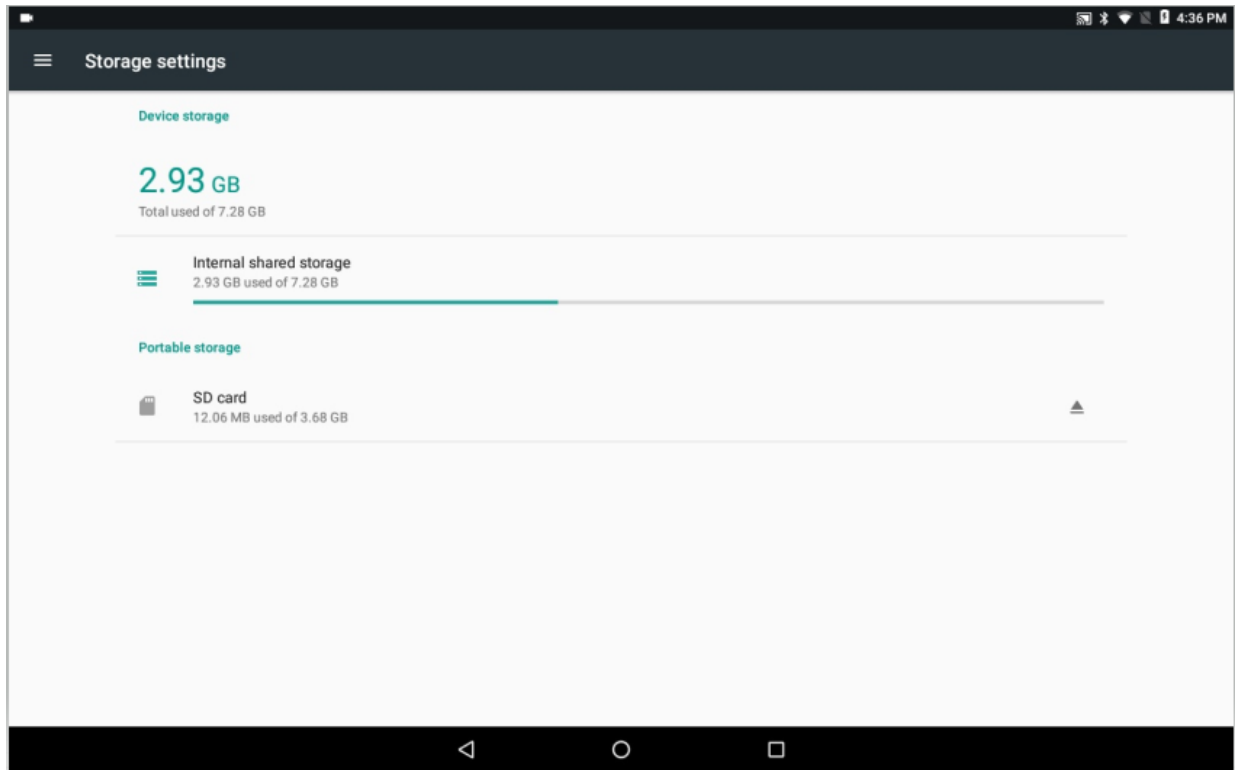 4:36 PM
Storage settings
Device storage
2.93 GB
Total used of 7.28 GB
Internal shared storage
2.93 GB used of 7.28 GB
Portable storage
SD card
12.06 MB used of 3.68 GB